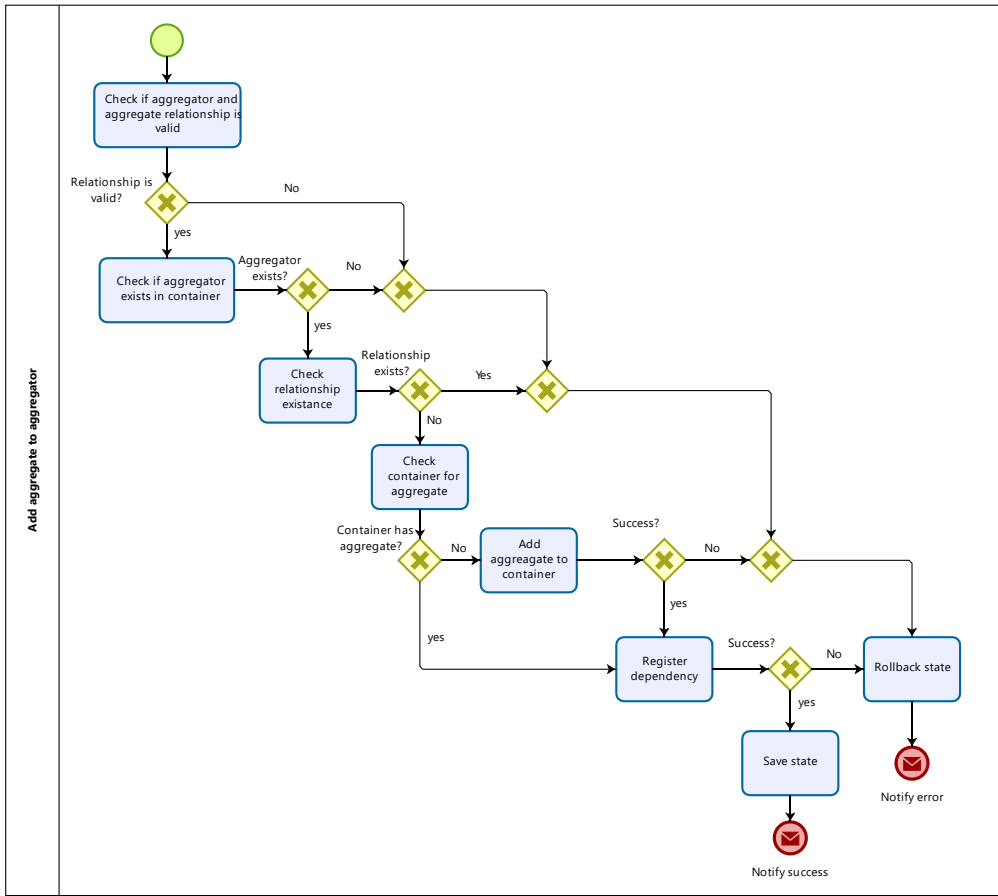 Add aggregate to aggregator
Check if aggregator and
aggregate relationship is
valid
Relationship is
valid?
No
yes
Check if aggregator
exists in container
Aggregator
exists?
No
yes
Check
relationship
existance
Relationship
exists?
Yes
No
Check
container for
aggregate
Container has
aggregate?
No
Add
aggreagate to
container
Success?
No
yes
yes
Register
dependency
Success?
No
Rollback state
yes
Save state
Notify error
Notify success